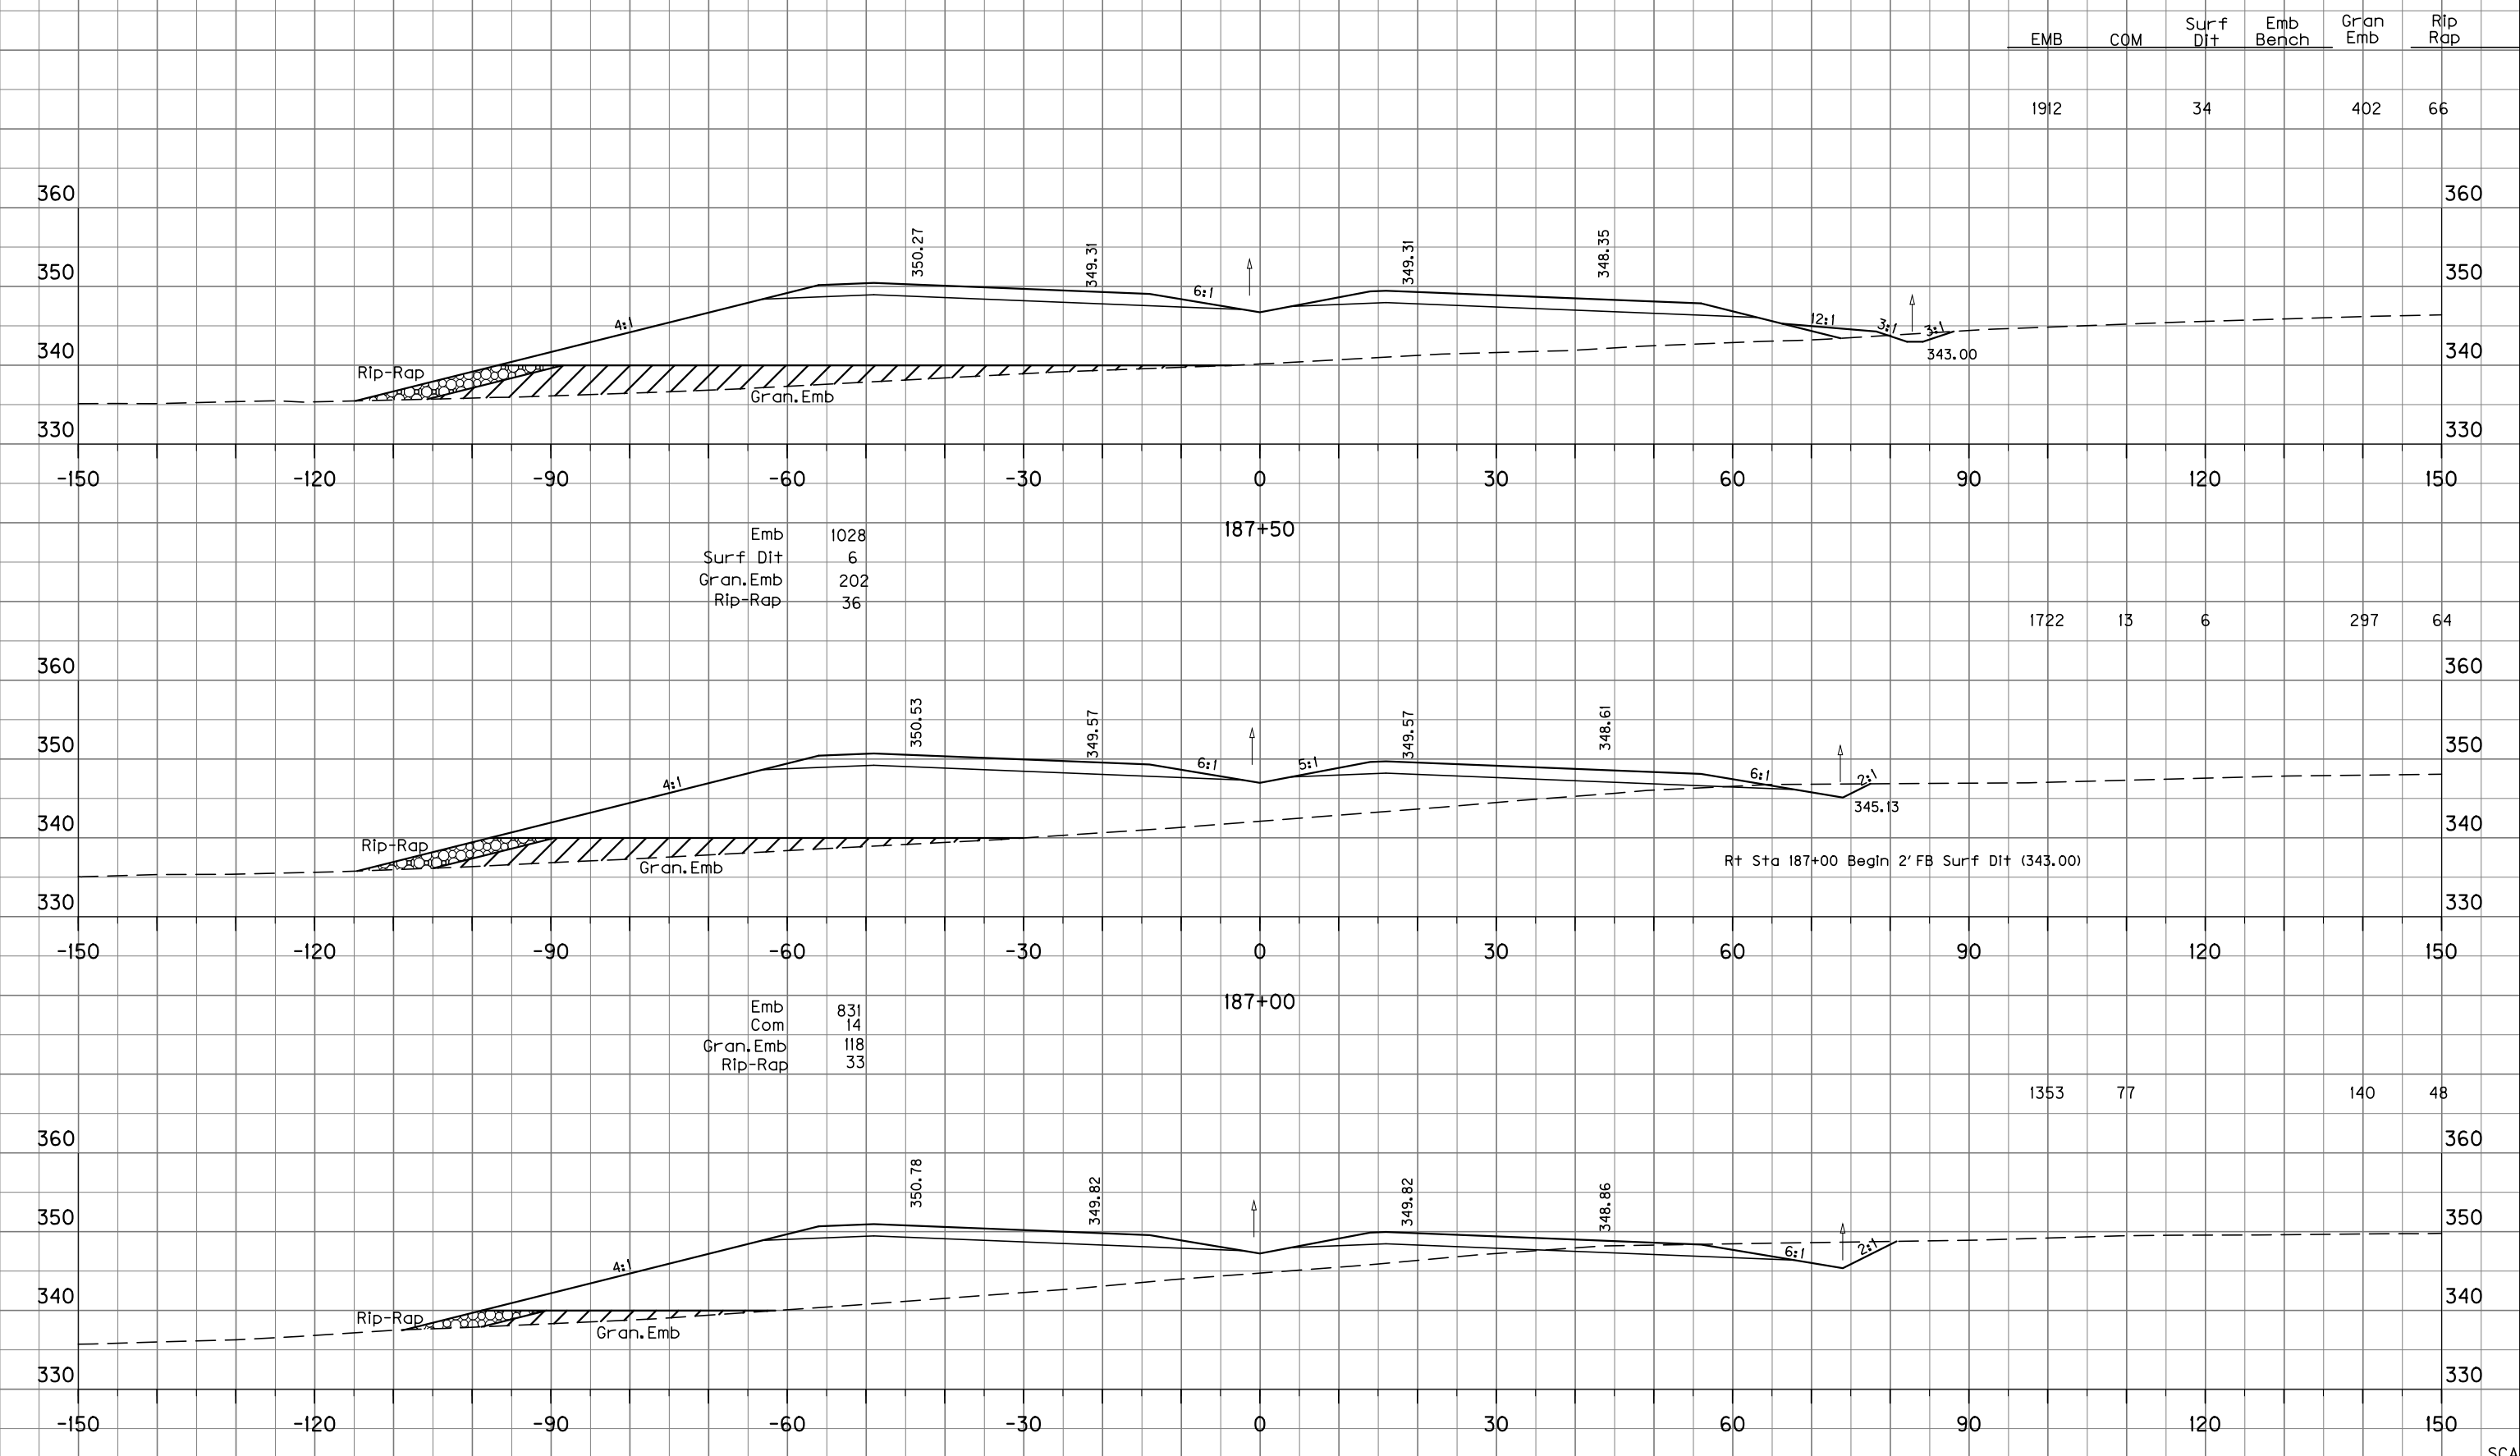 EMB COM Surf Dit Emb Bench Gran Emb Rip Rap
1912 34 402 66
360 360
350.27 349.31 349.31 348.35
350 350
6:1
4:1 12:1 3:1 3:1
340 340
Rip-Rap 343.00
Gran.Emb
330 330
-150 -120 -90 -60 -30 0 30 60 90 120 150
187+50
Emb 1028
Surf Dit 6
Gran.Emb 202
Rip-Rap 36
1722 13 6 297 64
360 360
350.53 349.57 349.57 348.61
350 350
6:1 5:1 6:1 2:1
4:1
345.13
340 340
Rip-Rap
Rt Sta 187+00 Begin 2' FB Surf Dit (343.00)
Gran.Emb
330 330
-150 -120 -90 -60 -30 0 30 60 90 120 150
187+00
Emb 831
Com 14
Gran.Emb 118
Rip-Rap 33
1353 77 140 48
360 360
350.78 349.82 349.82 348.86
350 350
4:1 6:1 2:1
340 340
Rip-Rap
Gran.Emb
330 330
-150 -120 -90 -60 -30 0 30 60 90 120 150